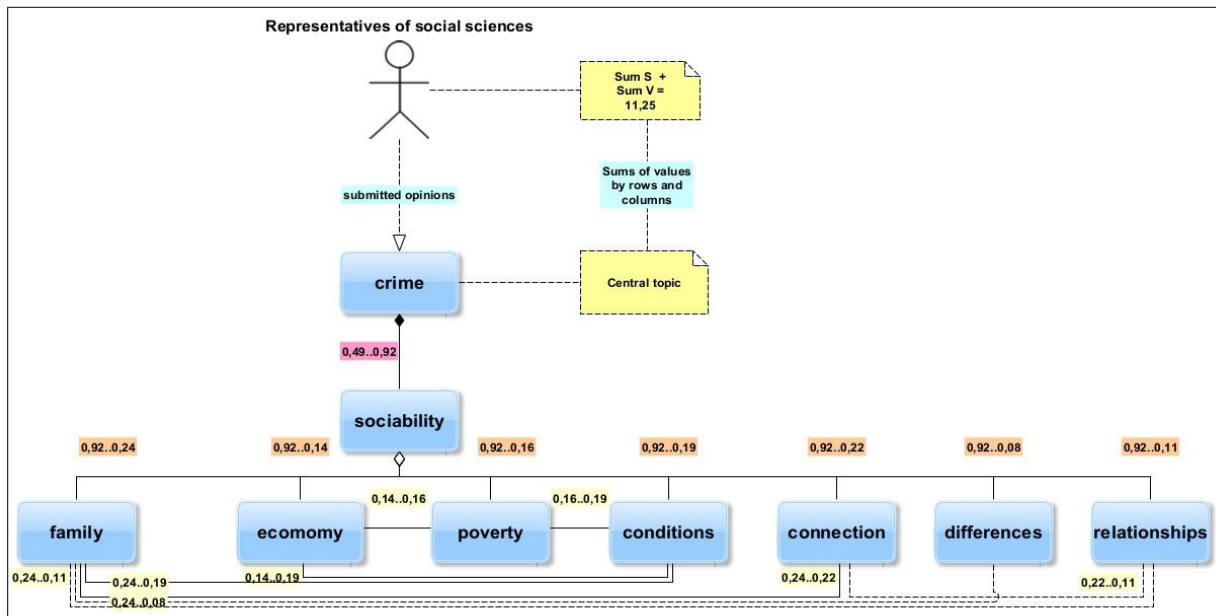 Representatives of social sciences
Sum S +
Sum V =
11,25
submitted opinions
Sums of values
by rows and
columns
crime
Central topic
0,49..0,92
sociability
0,92..0,24
0,92..0,14
0,92..0,16
0,92..0,19
0,92..0,22
0,92..0,08
0,92..0,11
0,14..0,16
0,16..0,19
family
ecomomy
poverty
conditions
connection
differences
relationships
0,24..0,11
0,24..0,19
0,14..0,19
0,24..0,22
0,22..0,11
0,24..0,08